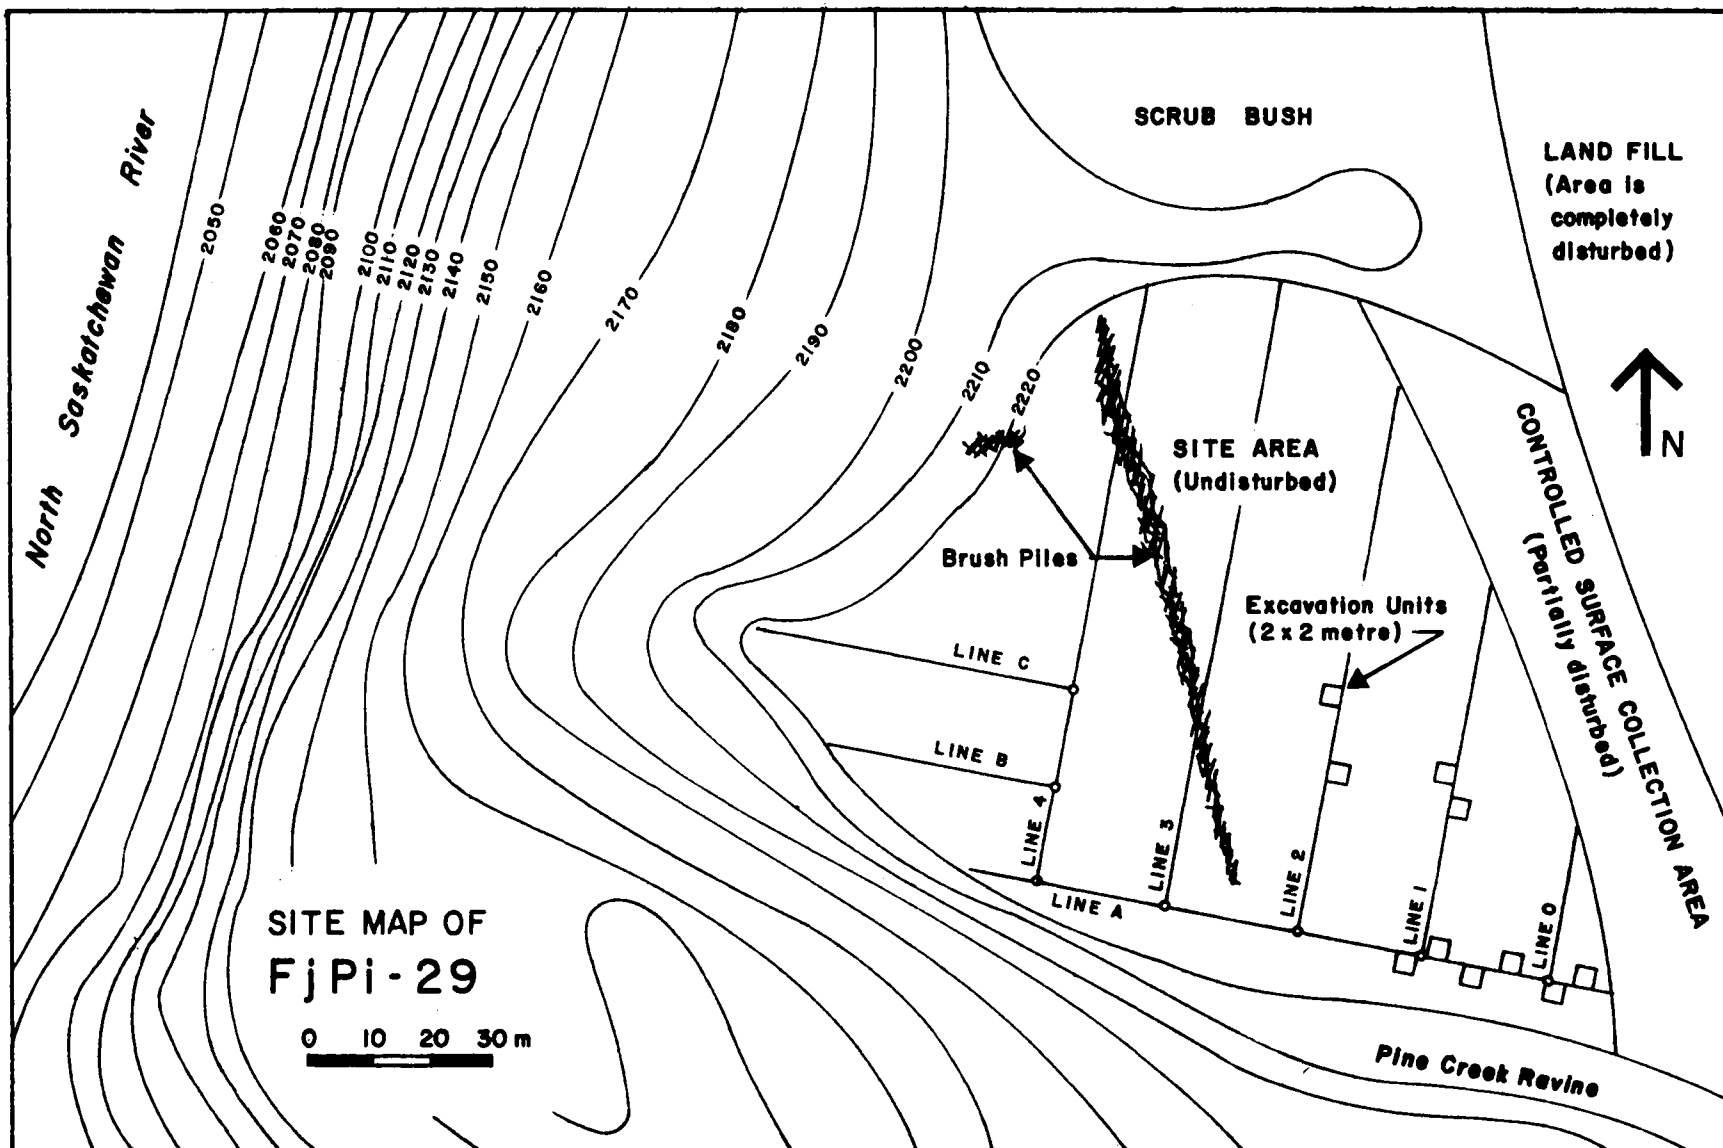 SCRUB BUSH
LAND FILL
(Area is
completely
disturbed)
North Saskatchewan River
2050
2060
2070
2080
2090
2100
2110
2120
2130
2140
2150
2160
2170
2180
2190
2200
2210
2220
N
SITE AREA
(Undisturbed)
CONTROLLED SURFACE COLLECTION AREA
(Partially disturbed)
Brush Piles
Excavation Units
(2 x 2 metre)
LINE C
LINE B
LINE A
LINE 4
LINE 3
LINE 2
LINE 1
LINE 0
SITE MAP OF
FjPi-29
0 10 20 30 m
Pine Creek Ravine